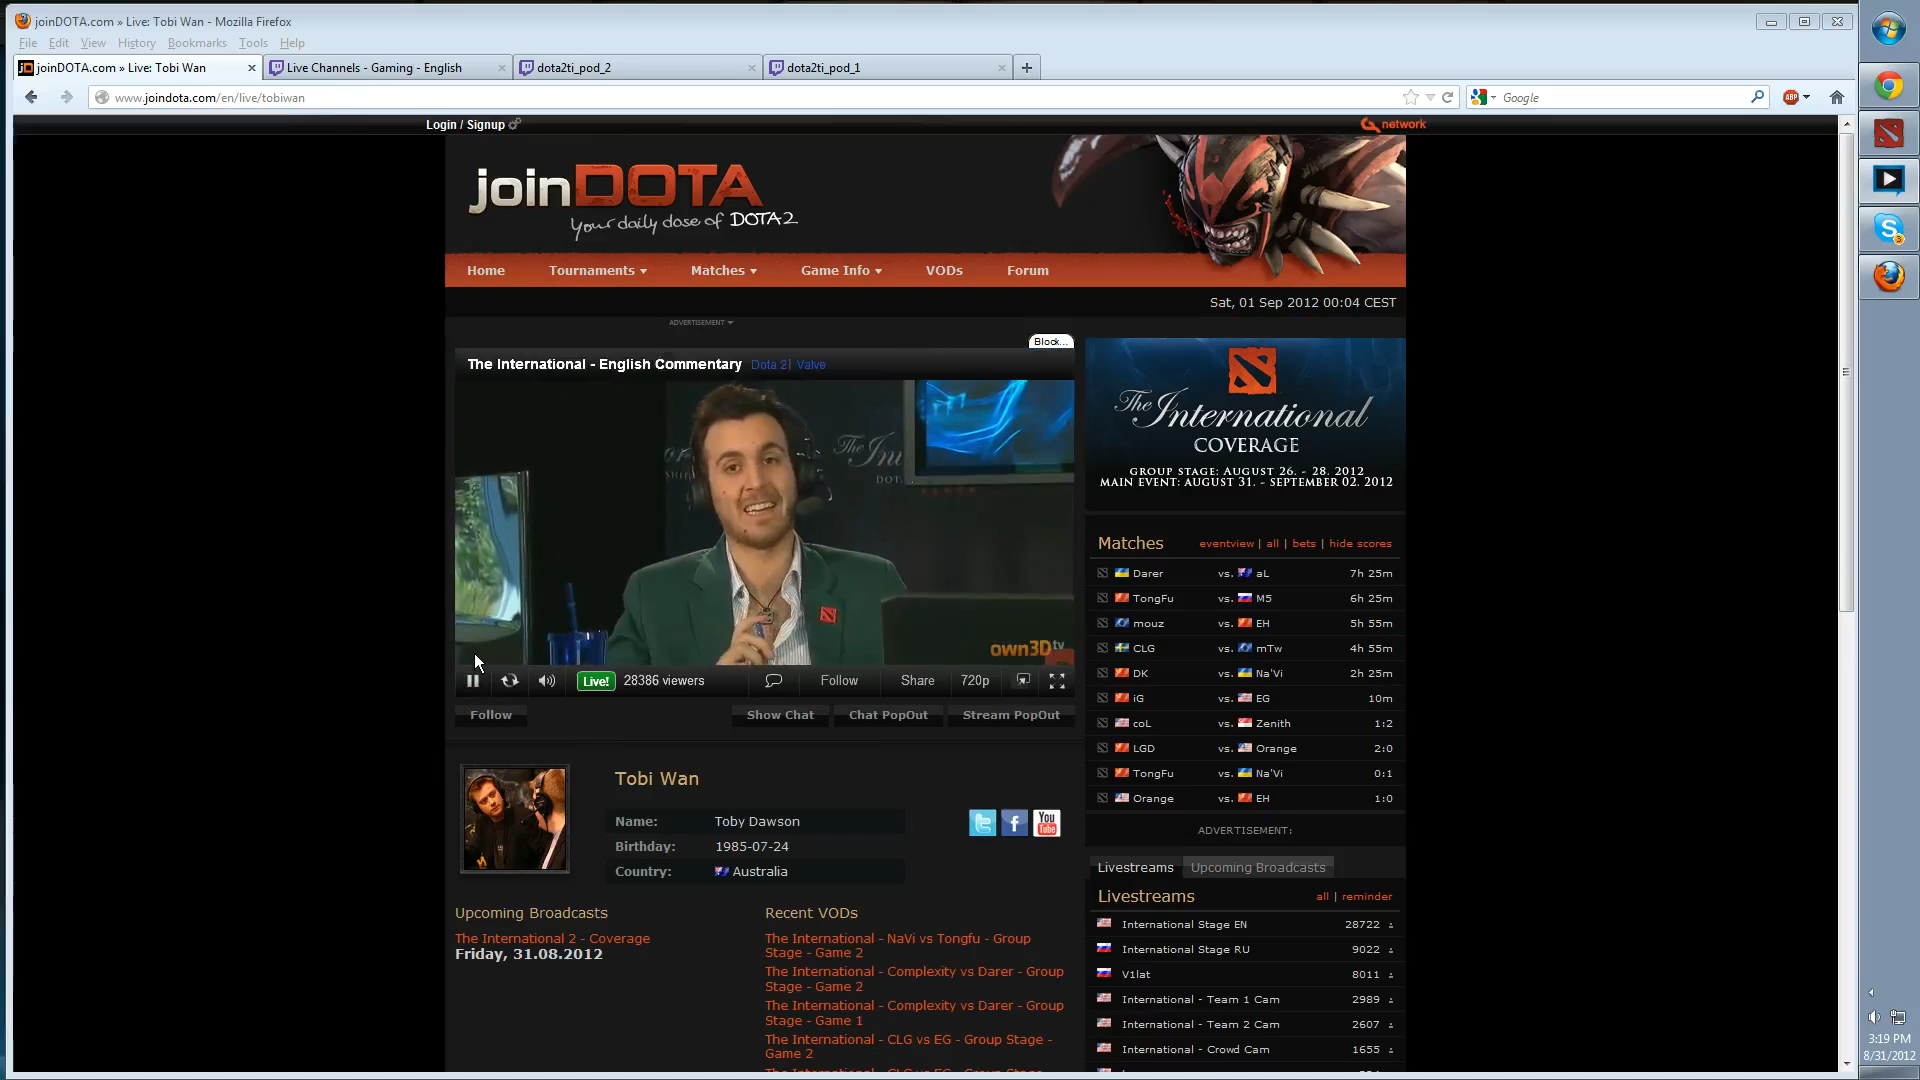 joinDOTA.com » Live: Tobi Wan - Mozilla Firefox
File Edit View History Bookmarks Tools Help
joinDOTA.com » Live: Tobi Wan
Live Channels - Gaming - English
dota2ti_pod_2
dota2ti_pod_1
www.joindota.com/en/live/tobiwan
Google
ABP
Login / Signup
network
joinDOTA
Your daily dose of DOTA2
Home Tournaments Matches Game Info VODs Forum
Sat, 01 Sep 2012 00:04 CEST
ADVERTISEMENT
Block...
The International - English Commentary Dota 2| Valve
own3Dtv
Live! 28386 viewers Follow Share 720p
Follow Show Chat Chat PopOut Stream PopOut
Tobi Wan
Name: Toby Dawson
Birthday: 1985-07-24
Country: Australia
You
Tube
Upcoming Broadcasts
The International 2 - Coverage
Friday, 31.08.2012
Recent VODs
The International - NaVi vs Tongfu - Group
Stage - Game 2
The International - Complexity vs Darer - Group
Stage - Game 2
The International - Complexity vs Darer - Group
Stage - Game 1
The International - CLG vs EG - Group Stage -
Game 2
The International
COVERAGE
GROUP STAGE: AUGUST 26. - 28. 2012
MAIN EVENT: AUGUST 31. - SEPTEMBER 02. 2012
Matches eventview | all | bets | hide scores
Darer vs. aL 7h 25m
TongFu vs. M5 6h 25m
mouz vs. EH 5h 55m
CLG vs. mTw 4h 55m
DK vs. Na'Vi 2h 25m
iG vs. EG 10m
coL vs. Zenith 1:2
LGD vs. Orange 2:0
TongFu vs. Na'Vi 0:1
Orange vs. EH 1:0
ADVERTISEMENT:
Livestreams Upcoming Broadcasts
Livestreams all | reminder
International Stage EN 28722
International Stage RU 9022
V1lat 8011
International - Team 1 Cam 2989
International - Team 2 Cam 2607
International - Crowd Cam 1655
3:19 PM
8/31/2012